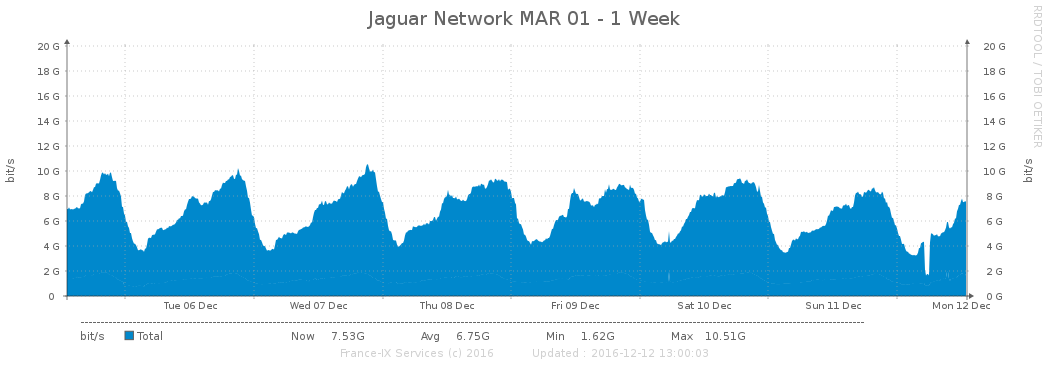 Jaguar Network MAR 01 - 1 Week
RRDTOOL / TOBI OETIKER
20 G 20 G
18 G 18 G
16 G 16 G
14 G 14 G
12 G 12 G
10 G 10 G
8 G 8 G
6 G 6 G
4 G 4 G
2 G 2 G
0 0 G
bit/s bit/s
Tue 06 Dec Wed 07 Dec Thu 08 Dec Fri 09 Dec Sat 10 Dec Sun 11 Dec Mon 12 Dec
bit/s Total Now 7.53G Avg 6.75G Min 1.62G Max 10.51G
France-IX Services (c) 2016 Updated : 2016-12-12 13:00:03